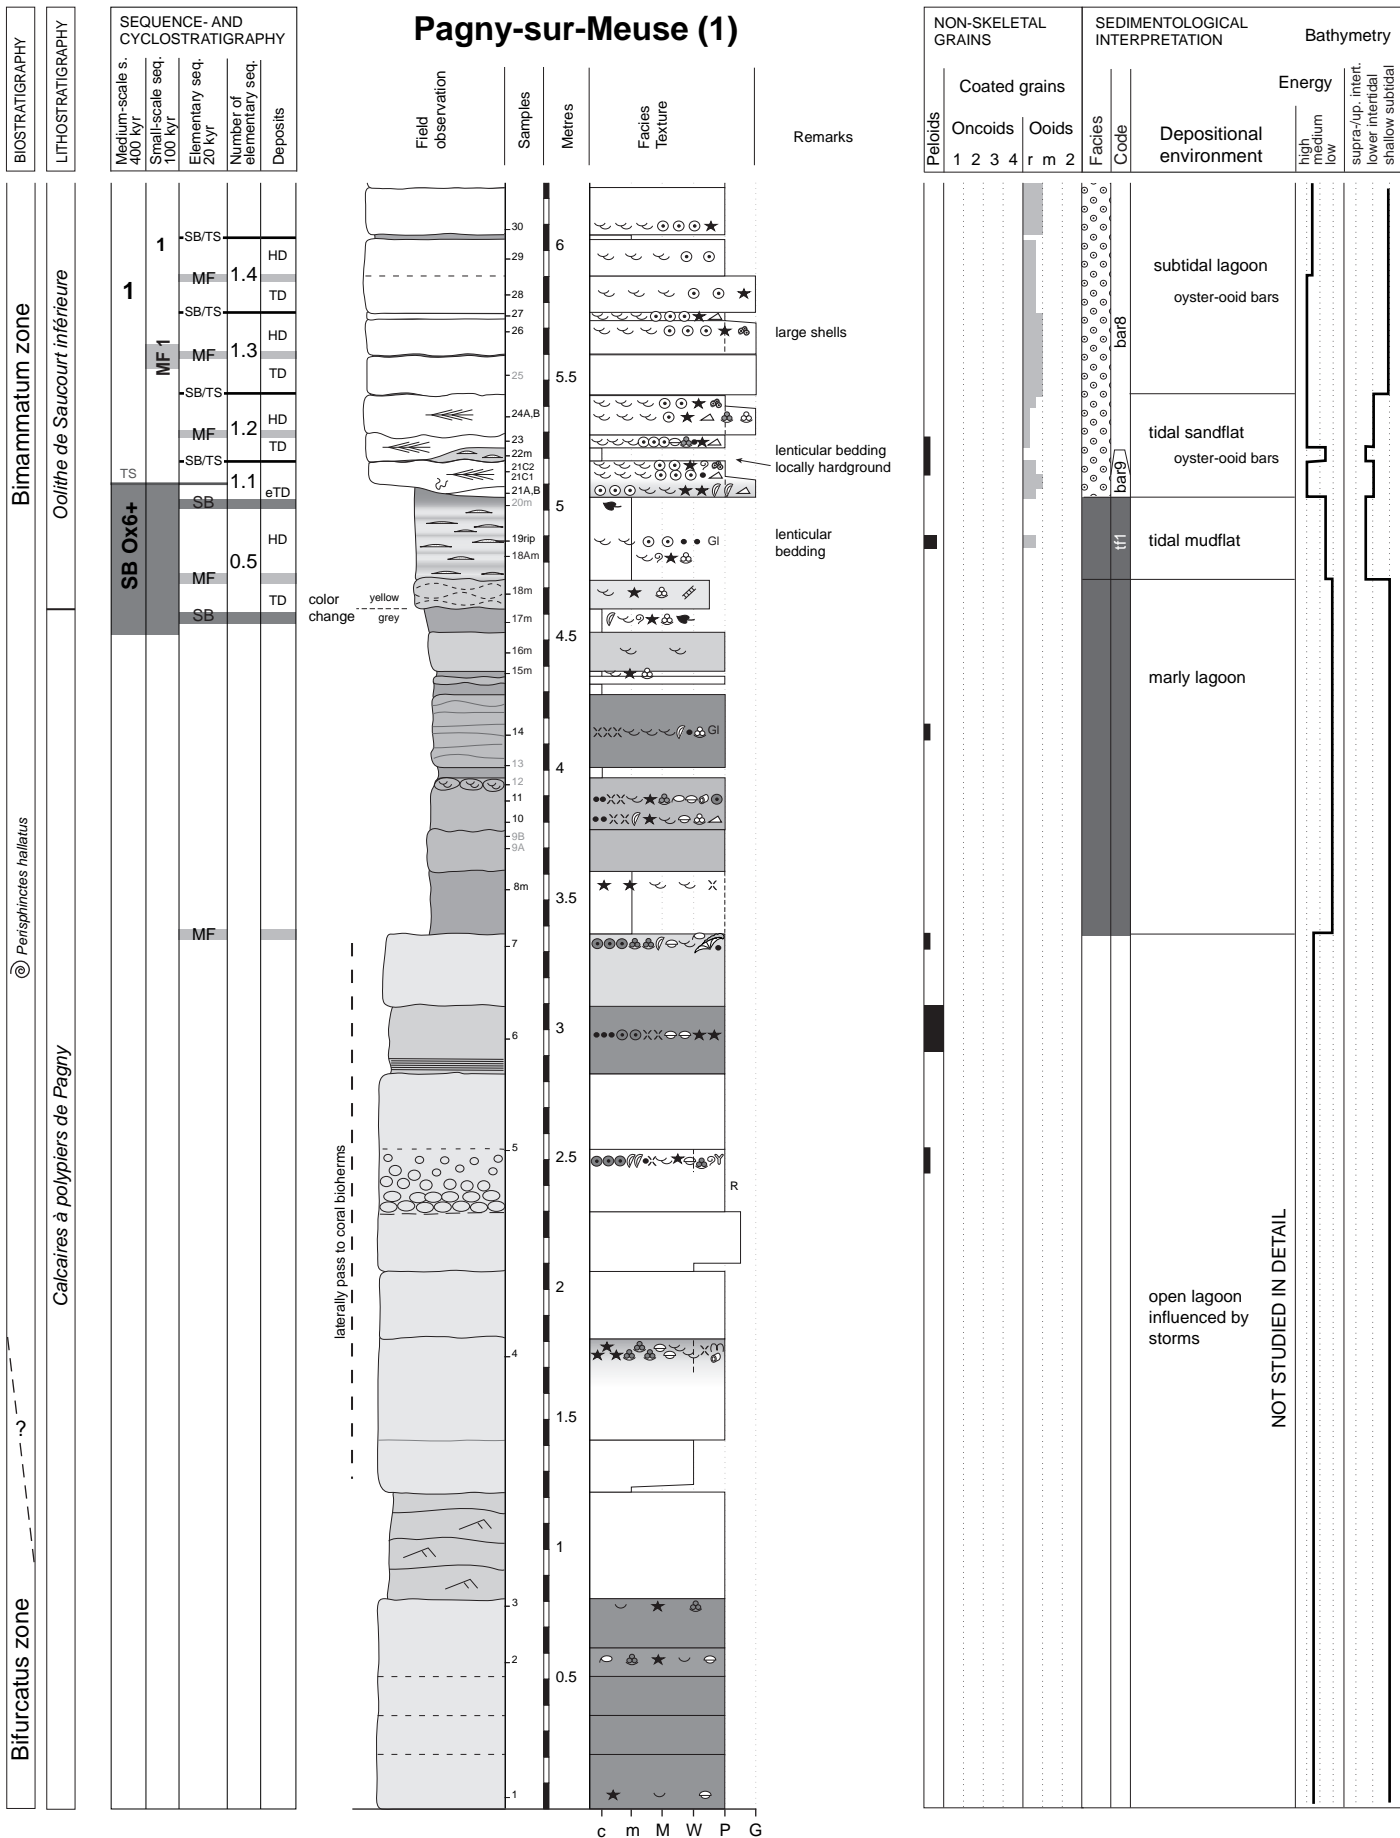 Pagny-sur-Meuse (1)
BIOSTRATIGRAPHY
LITHOSTRATIGRAPHY
SEQUENCE- AND
CYCLOSTRATIGRAPHY
Medium-scale s.
400 kyr
Small-scale seq.
100 kyr
Elementary seq.
20 kyr
Number of
elementary seq.
Deposits
Field
observation
Samples
Metres
Facies
Texture
Remarks
NON-SKELETAL
GRAINS
Peloids
Coated grains
Oncoids
Ooids
1 2 3 4
r m 2
SEDIMENTOLOGICAL
INTERPRETATION
Facies
Code
Depositional
environment
Energy
high
medium
low
Bathymetry
supra-/up. intert.
lower intertidal
shallow subtidal
Bimammatum zone
Perisphinctes hallatus
?
Bifurcatus zone
Oolithe de Saucourt inférieure
Calcaires à polypiers de Pagny
1
TS
SB Ox6+
1
MF 1
SB/TS
MF
SB/TS
MF
SB/TS
MF
SB/TS
SB
MF
SB
MF
1.4
1.3
1.2
1.1
0.5
HD
TD
HD
TD
HD
TD
eTD
HD
TD
color
change
yellow
grey
laterally pass to coral bioherms
30
29
28
27
26
25
24A,B
23
22m
21C2
21C1
21A,B
20m
19rip
18Am
18m
17m
16m
15m
14
13
12
11
10
9B
9A
8m
7
6
5
4
3
2
1
6
5.5
5
4.5
4
3.5
3
2.5
2
1.5
1
0.5
Gl
Gl
R
c m M W P G
large shells
lenticular bedding
locally hardground
lenticular
bedding
bar8
bar9
tf1
subtidal lagoon
oyster-ooid bars
tidal sandflat
oyster-ooid bars
tidal mudflat
marly lagoon
open lagoon
influenced by
storms
NOT STUDIED IN DETAIL